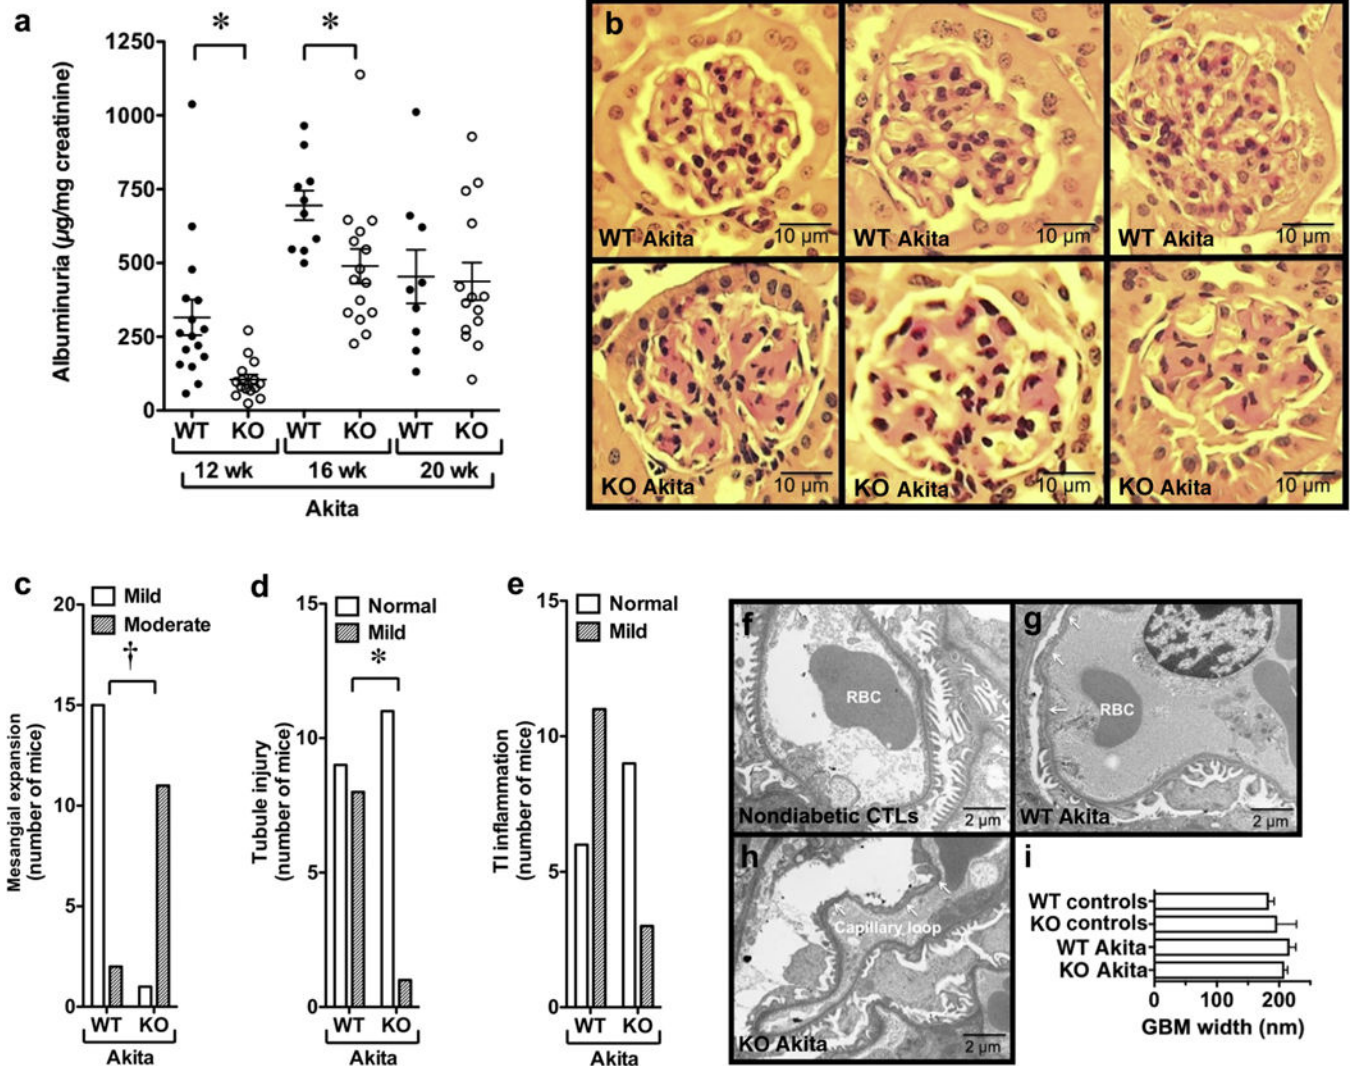 a
Albuminuria (µg/mg creatinine)
1250
1000
750
500
250
0
*
*
WT KO WT KO WT KO
12 wk 16 wk 20 wk
Akita
b
WT Akita 10 µm
WT Akita 10 µm
WT Akita 10 µm
KO Akita 10 µm
KO Akita 10 µm
KO Akita 10 µm
c
Mesangial expansion
(number of mice)
Mild
Moderate
†
20
15
10
5
0
WT KO
Akita
d
Tubule injury
(number of mice)
Normal
Mild
*
15
10
5
0
WT KO
Akita
e
TI inflammation
(number of mice)
Normal
Mild
15
10
5
0
WT KO
Akita
f
RBC
Nondiabetic CTLs 2 µm
g
RBC
WT Akita 2 µm
h
Capillary loop
KO Akita 2 µm
i
WT controls
KO controls
WT Akita
KO Akita
0 100 200
GBM width (nm)